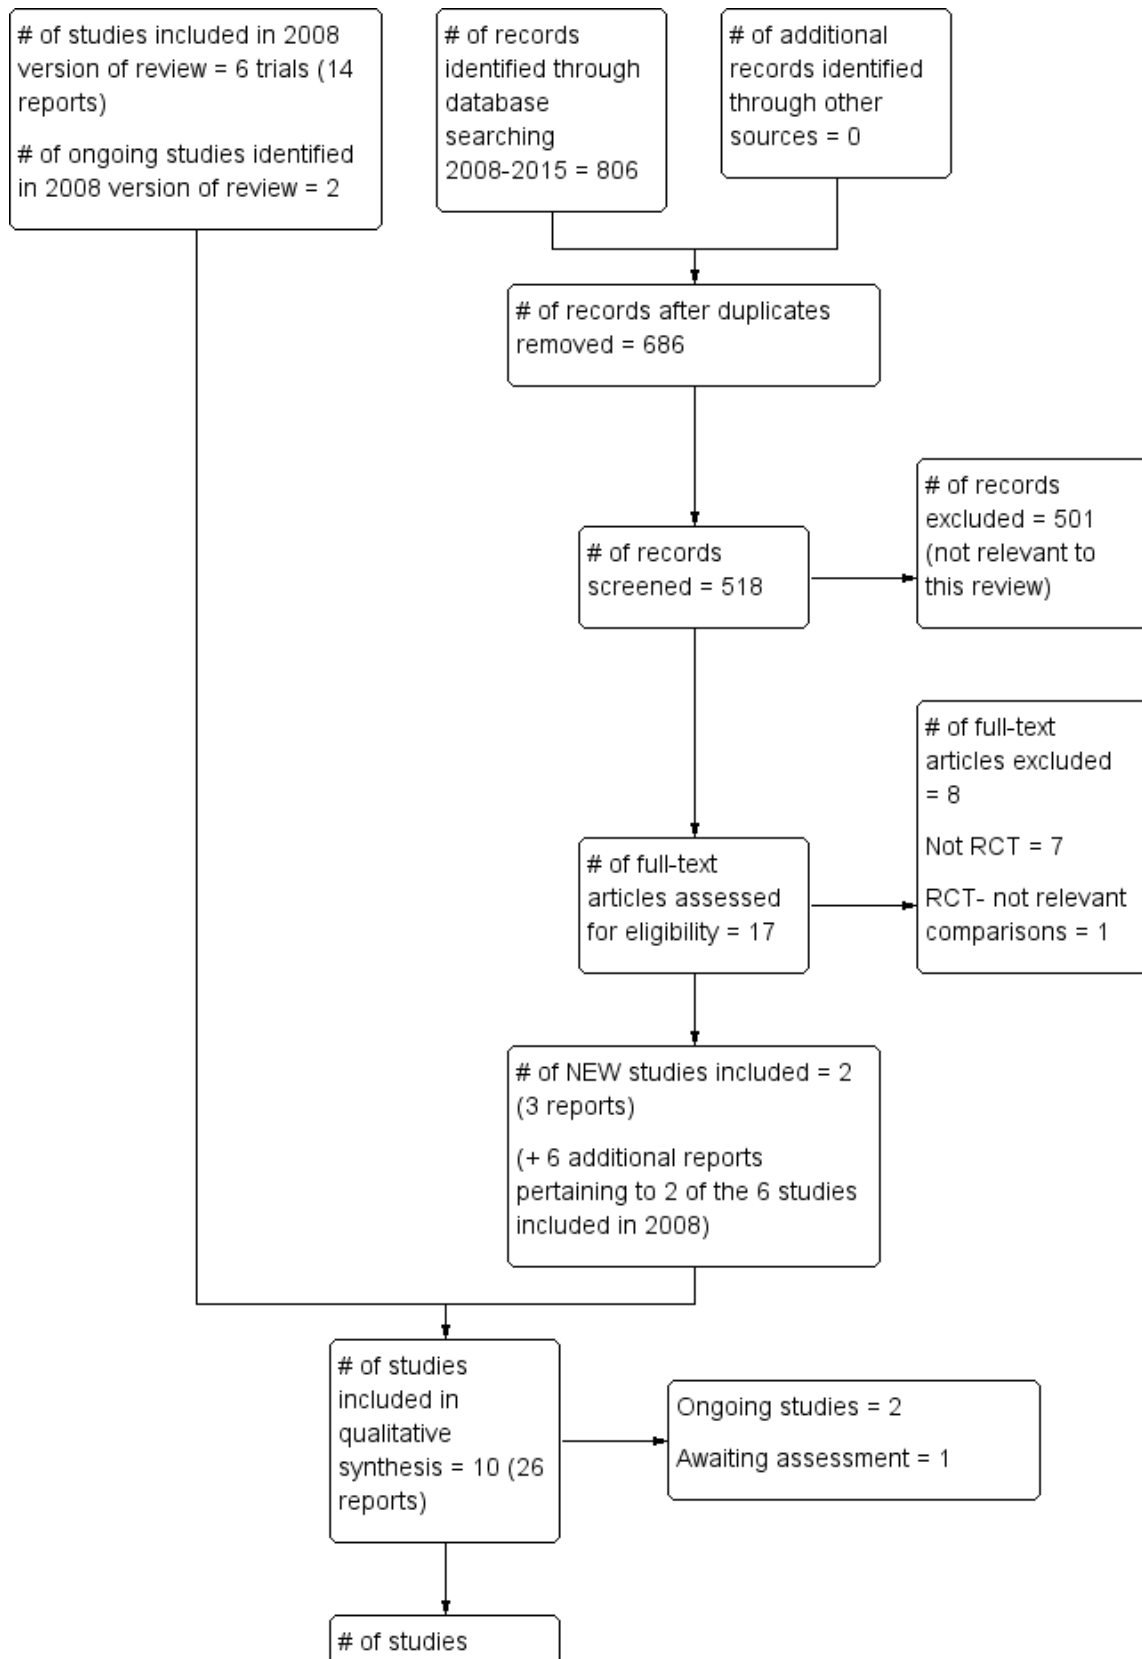 # of studies included in 2008
version of review = 6 trials (14
reports)
# of ongoing studies identified
in 2008 version of review = 2
# of records
identified through
database
searching
2008-2015 = 806
# of additional
records identified
through other
sources = 0
# of records after duplicates
removed = 686
# of records
screened = 518
# of records
excluded = 501
(not relevant to
this review)
# of full-text
articles assessed
for eligibility = 17
# of full-text
articles excluded
= 8
Not RCT = 7
RCT- not relevant
comparisons = 1
# of NEW studies included = 2
(3 reports)
(+ 6 additional reports
pertaining to 2 of the 6 studies
included in 2008)
# of studies
included in
qualitative
synthesis = 10 (26
reports)
Ongoing studies = 2
Awaiting assessment = 1
# of studies